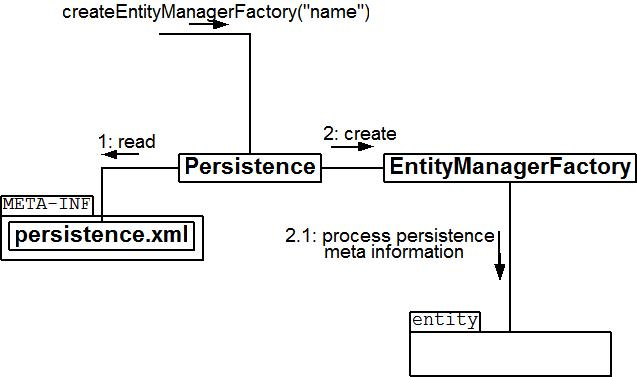 createEntityManagerFactory("name")
1: read
2: create
Persistence
EntityManagerFactory
META-INF
persistence.xml
2.1: process persistence
meta information
entity